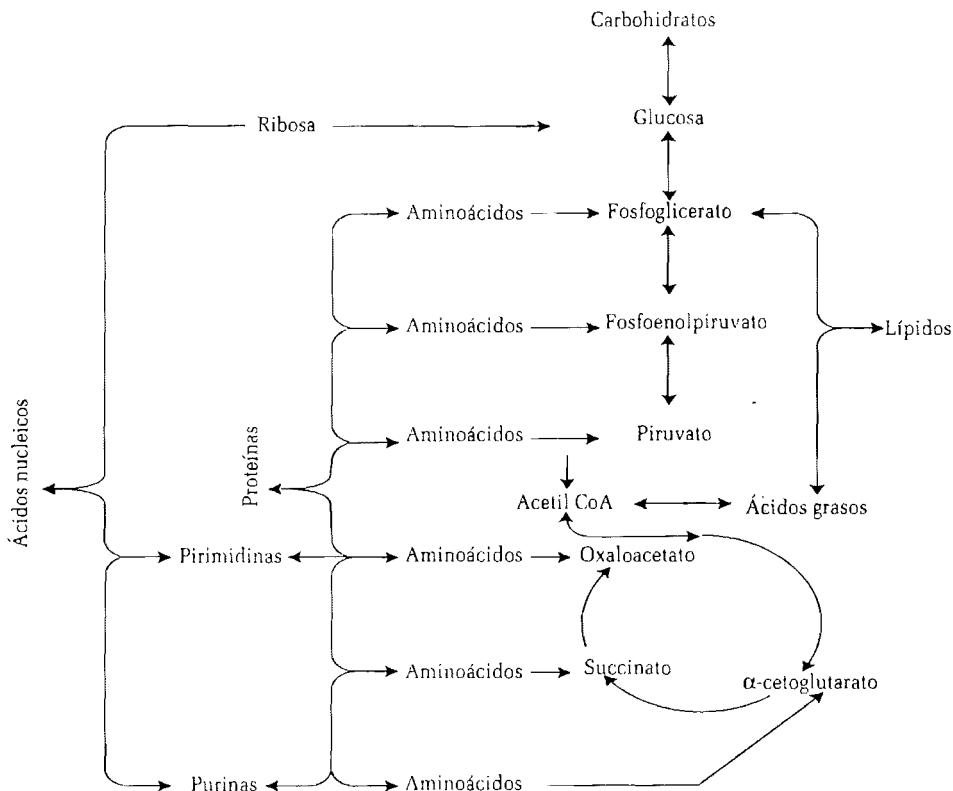 Carbohidratos
Ribosa
Glucosa
Aminoácidos
Fosfoglicerato
Aminoácidos
Fosfoenolpiruvato
Lípidos
Ácidos nucleicos
Proteínas
Aminoácidos
Piruvato
Acetil CoA
Ácidos grasos
Pirimidinas
Aminoácidos
Oxaloacetato
Aminoácidos
Succinato
α-cetoglutarato
Purinas
Aminoácidos